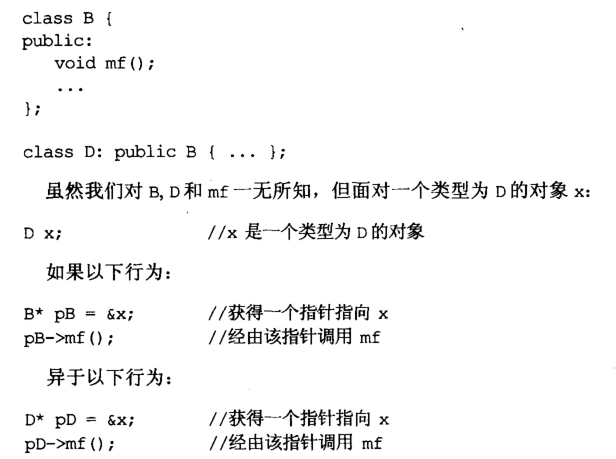 class B {
public:
void mf();
...
};
class D: public B { ... };
虽然我们对 B, D 和 mf 一无所知，但面对一个类型为 D 的对象 x：
D x; //x 是一个类型为 D 的对象
如果以下行为：
B* pB = &x; //获得一个指针指向 x
pB->mf(); //经由该指针调用 mf
异于以下行为：
D* pD = &x; //获得一个指针指向 x
pD->mf(); //经由该指针调用 mf